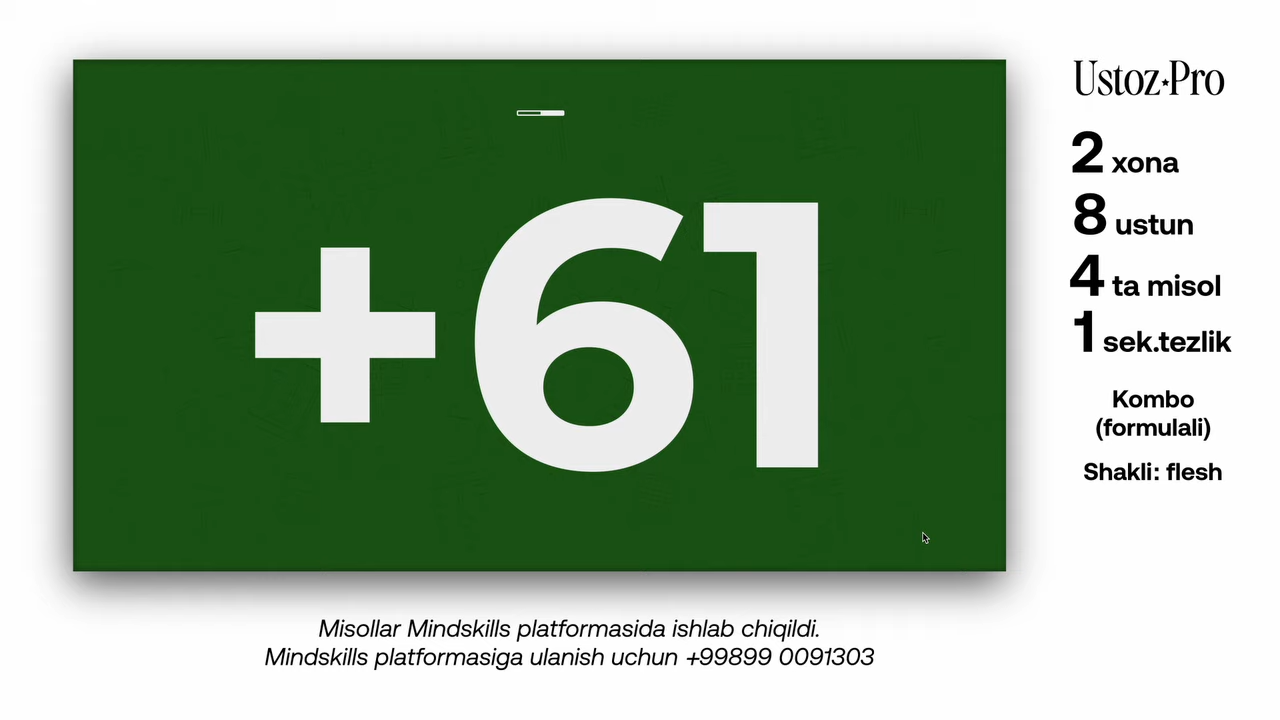 +61
Ustoz Pro
2 xona
8 ustun
4 ta misol
1 sek.tezlik
Kombo
(formulali)
Shakli: flesh
Misollar Mindskills platformasida ishlab chiqildi.
Mindskills platformasiga ulanish uchun +99899 0091303